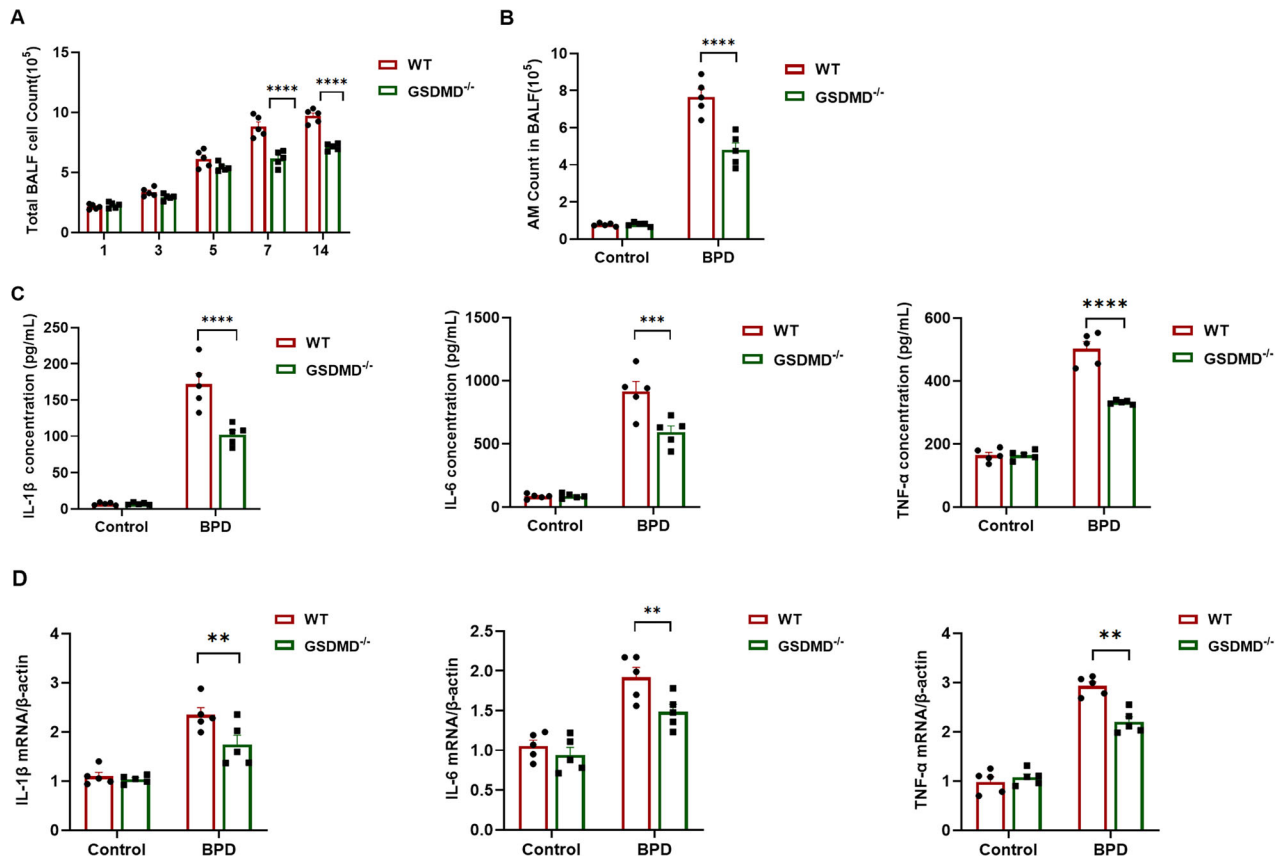 A
Total BALF cell Count(10⁵)
15
10
5
0
1 3 5 7 14
****
****
WT
GSDMD⁻/⁻
B
AM Count in BALF(10⁵)
10
8
6
4
2
0
Control BPD
****
WT
GSDMD⁻/⁻
C
IL-1β concentration (pg/mL)
250
200
150
100
50
0
Control BPD
****
WT
GSDMD⁻/⁻
IL-6 concentration (pg/mL)
1500
1000
500
0
Control BPD
***
WT
GSDMD⁻/⁻
TNF-α concentration (pg/mL)
600
400
200
0
Control BPD
****
WT
GSDMD⁻/⁻
D
IL-1β mRNA/β-actin
4
3
2
1
0
Control BPD
**
WT
GSDMD⁻/⁻
IL-6 mRNA/β-actin
2.5
2.0
1.5
1.0
0.5
0.0
Control BPD
**
WT
GSDMD⁻/⁻
TNF-α mRNA/β-actin
4
3
2
1
0
Control BPD
**
WT
GSDMD⁻/⁻